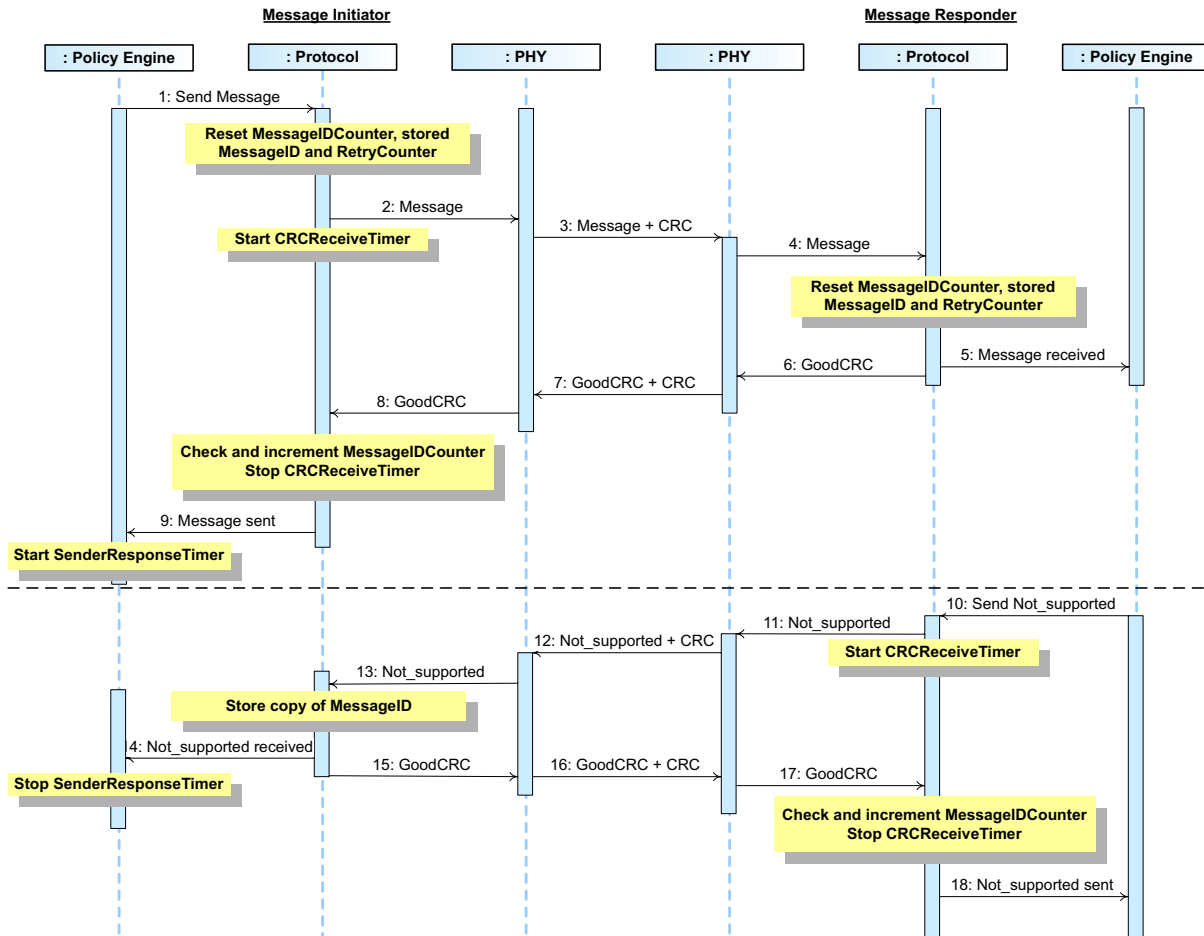 Message Initiator
Message Responder
: Policy Engine
: Protocol
: PHY
: PHY
: Protocol
: Policy Engine
1: Send Message
Reset MessageIDCounter, stored
MessageID and RetryCounter
2: Message
Start CRCReceiveTimer
3: Message + CRC
4: Message
Reset MessageIDCounter, stored
MessageID and RetryCounter
5: Message received
6: GoodCRC
7: GoodCRC + CRC
8: GoodCRC
Check and increment MessageIDCounter
Stop CRCReceiveTimer
9: Message sent
Start SenderResponseTimer
10: Send Not_supported
11: Not_supported
Start CRCReceiveTimer
12: Not_supported + CRC
13: Not_supported
Store copy of MessageID
14: Not_supported received
Stop SenderResponseTimer
15: GoodCRC
16: GoodCRC + CRC
17: GoodCRC
Check and increment MessageIDCounter
Stop CRCReceiveTimer
18: Not_supported sent